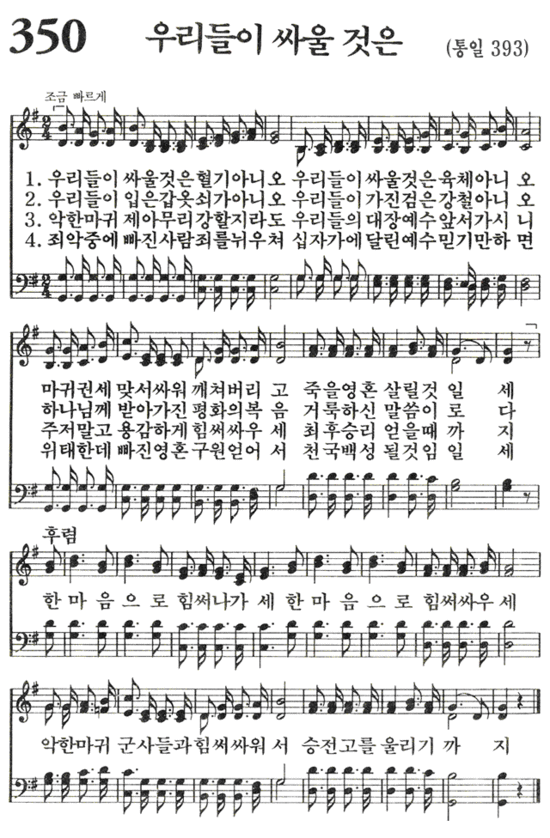 350 우리들이 싸울 것은 (통일 393)
조금 빠르게
1. 우리들이 싸울것은 혈기아니오 우리들이 싸울것은 육체아니 오
2. 우리들이 입은갑옷쇠가아니오 우리들이 가진검은 강철아니 오
3. 악한마귀 제아무리 강할지라도 우리들의 대장예수 앞서가시 니
4. 죄악중에 빠진사람 죄를뉘우쳐 십자가에 달린예수 믿기만하 면
마귀권세 맞서싸워 깨쳐버리 고 죽을영혼 살릴것 일 세
하나님께 받아가진 평화의복 음 거룩하신 말씀이 로 다
주저말고 용감하게 힘써싸우 세 최후승리 얻을때 까 지
위태한데 빠진영혼 구원얻어 서 천국백성 될것임 일 세
후렴
한 마 음 으 로 힘써나가 세 한 마 음 으 로 힘써싸우 세
악한마귀 군사들과 힘써싸워 서 승전고를 울리기 까 지